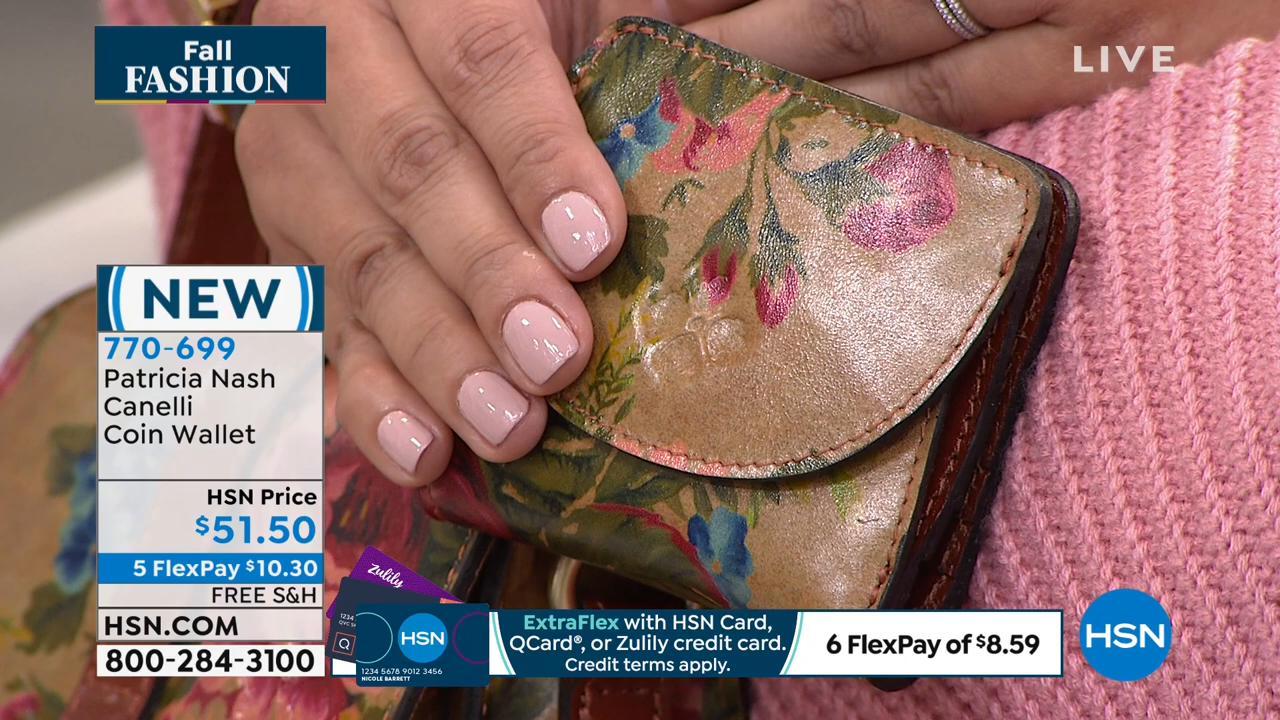 Fall
FASHION
LIVE
NEW
770-699
Patricia Nash
Canelli
Coin Wallet
HSN Price
$51.50
5 FlexPay $10.30
FREE S&H
HSN.COM
800-284-3100
Zulily
1234
QVC
Q
HSN
1234 5678 9012 3456
NICOLE BARRETT
ExtraFlex with HSN Card,
QCard®, or Zulily credit card.
Credit terms apply.
6 FlexPay of $8.59
HSN